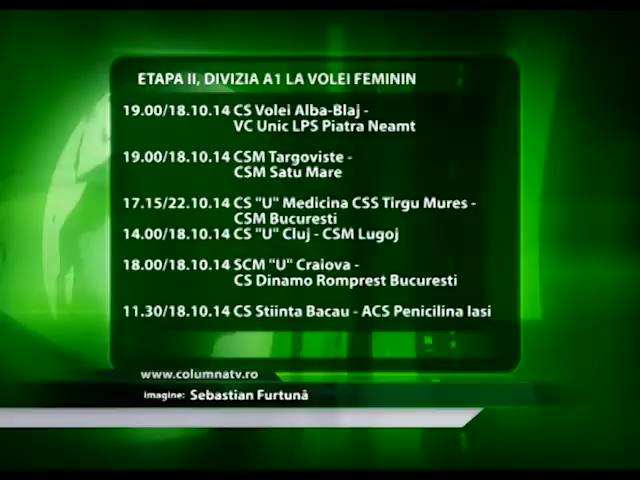 ETAPA II, DIVIZIA A1 LA VOLEI FEMININ
19.00/18.10.14 CS Volei Alba-Blaj -
VC Unic LPS Piatra Neamt
19.00/18.10.14 CSM Targoviste -
CSM Satu Mare
17.15/22.10.14 CS "U" Medicina CSS Tirgu Mures -
CSM Bucuresti
14.00/18.10.14 CS "U" Cluj - CSM Lugoj
18.00/18.10.14 SCM "U" Craiova -
CS Dinamo Romprest Bucuresti
11.30/18.10.14 CS Stiinta Bacau - ACS Penicilina Iasi
www.columnatv.ro
imagine: Sebastian Furtună